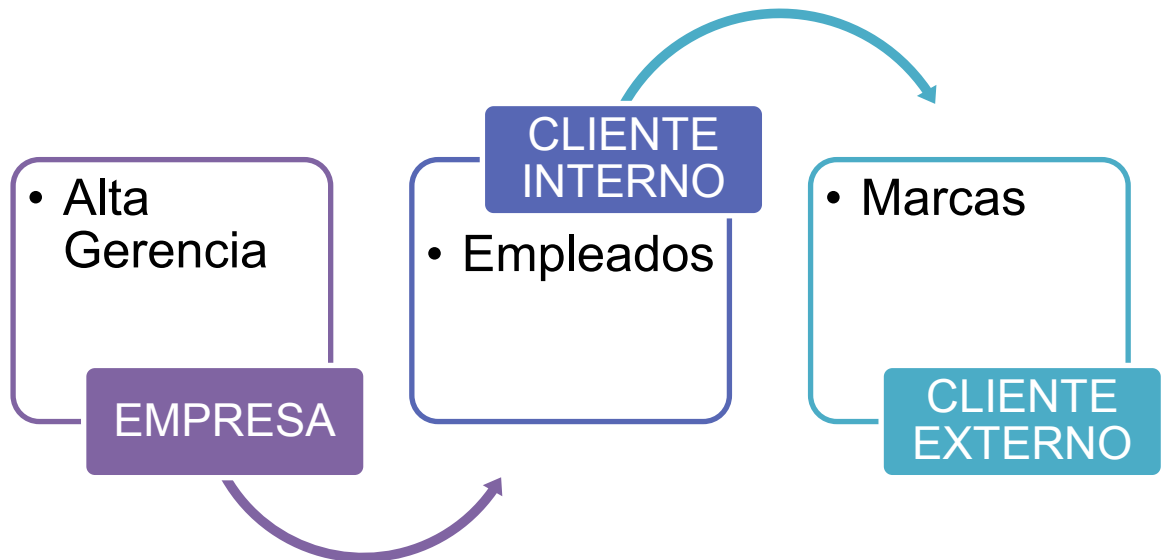 • Alta
Gerencia
EMPRESA
CLIENTE
INTERNO
• Empleados
• Marcas
CLIENTE
EXTERNO